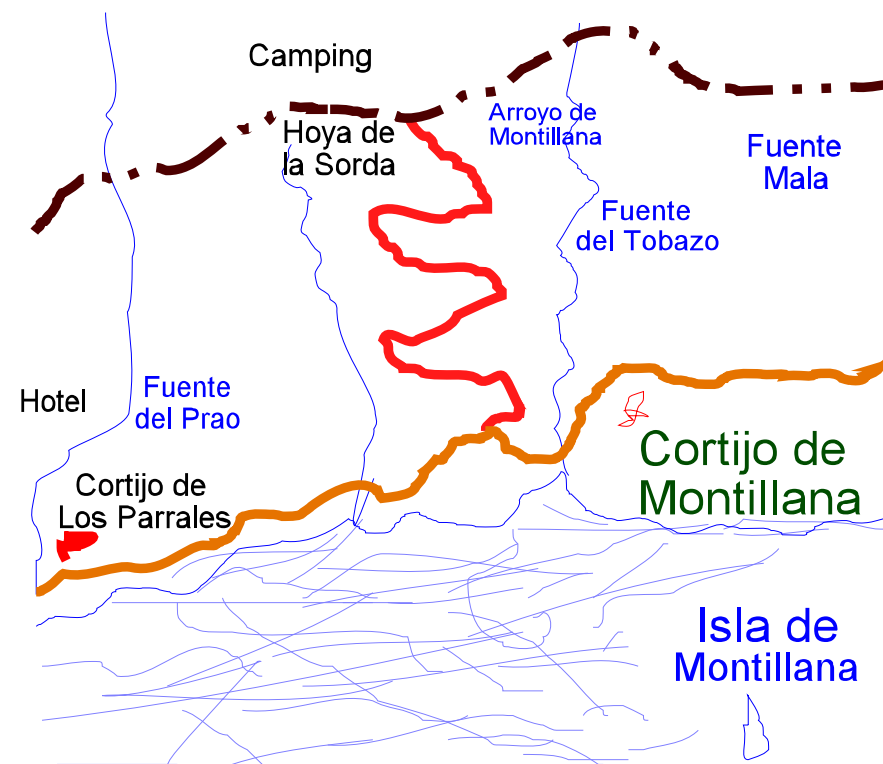 Camping
Arroyo de
Montillana
Hoya de
la Sorda
Fuente
Mala
Fuente
del Tobazo
Hotel
Fuente
del Prao
Cortijo de
Montillana
Cortijo de
Los Parrales
Isla de
Montillana